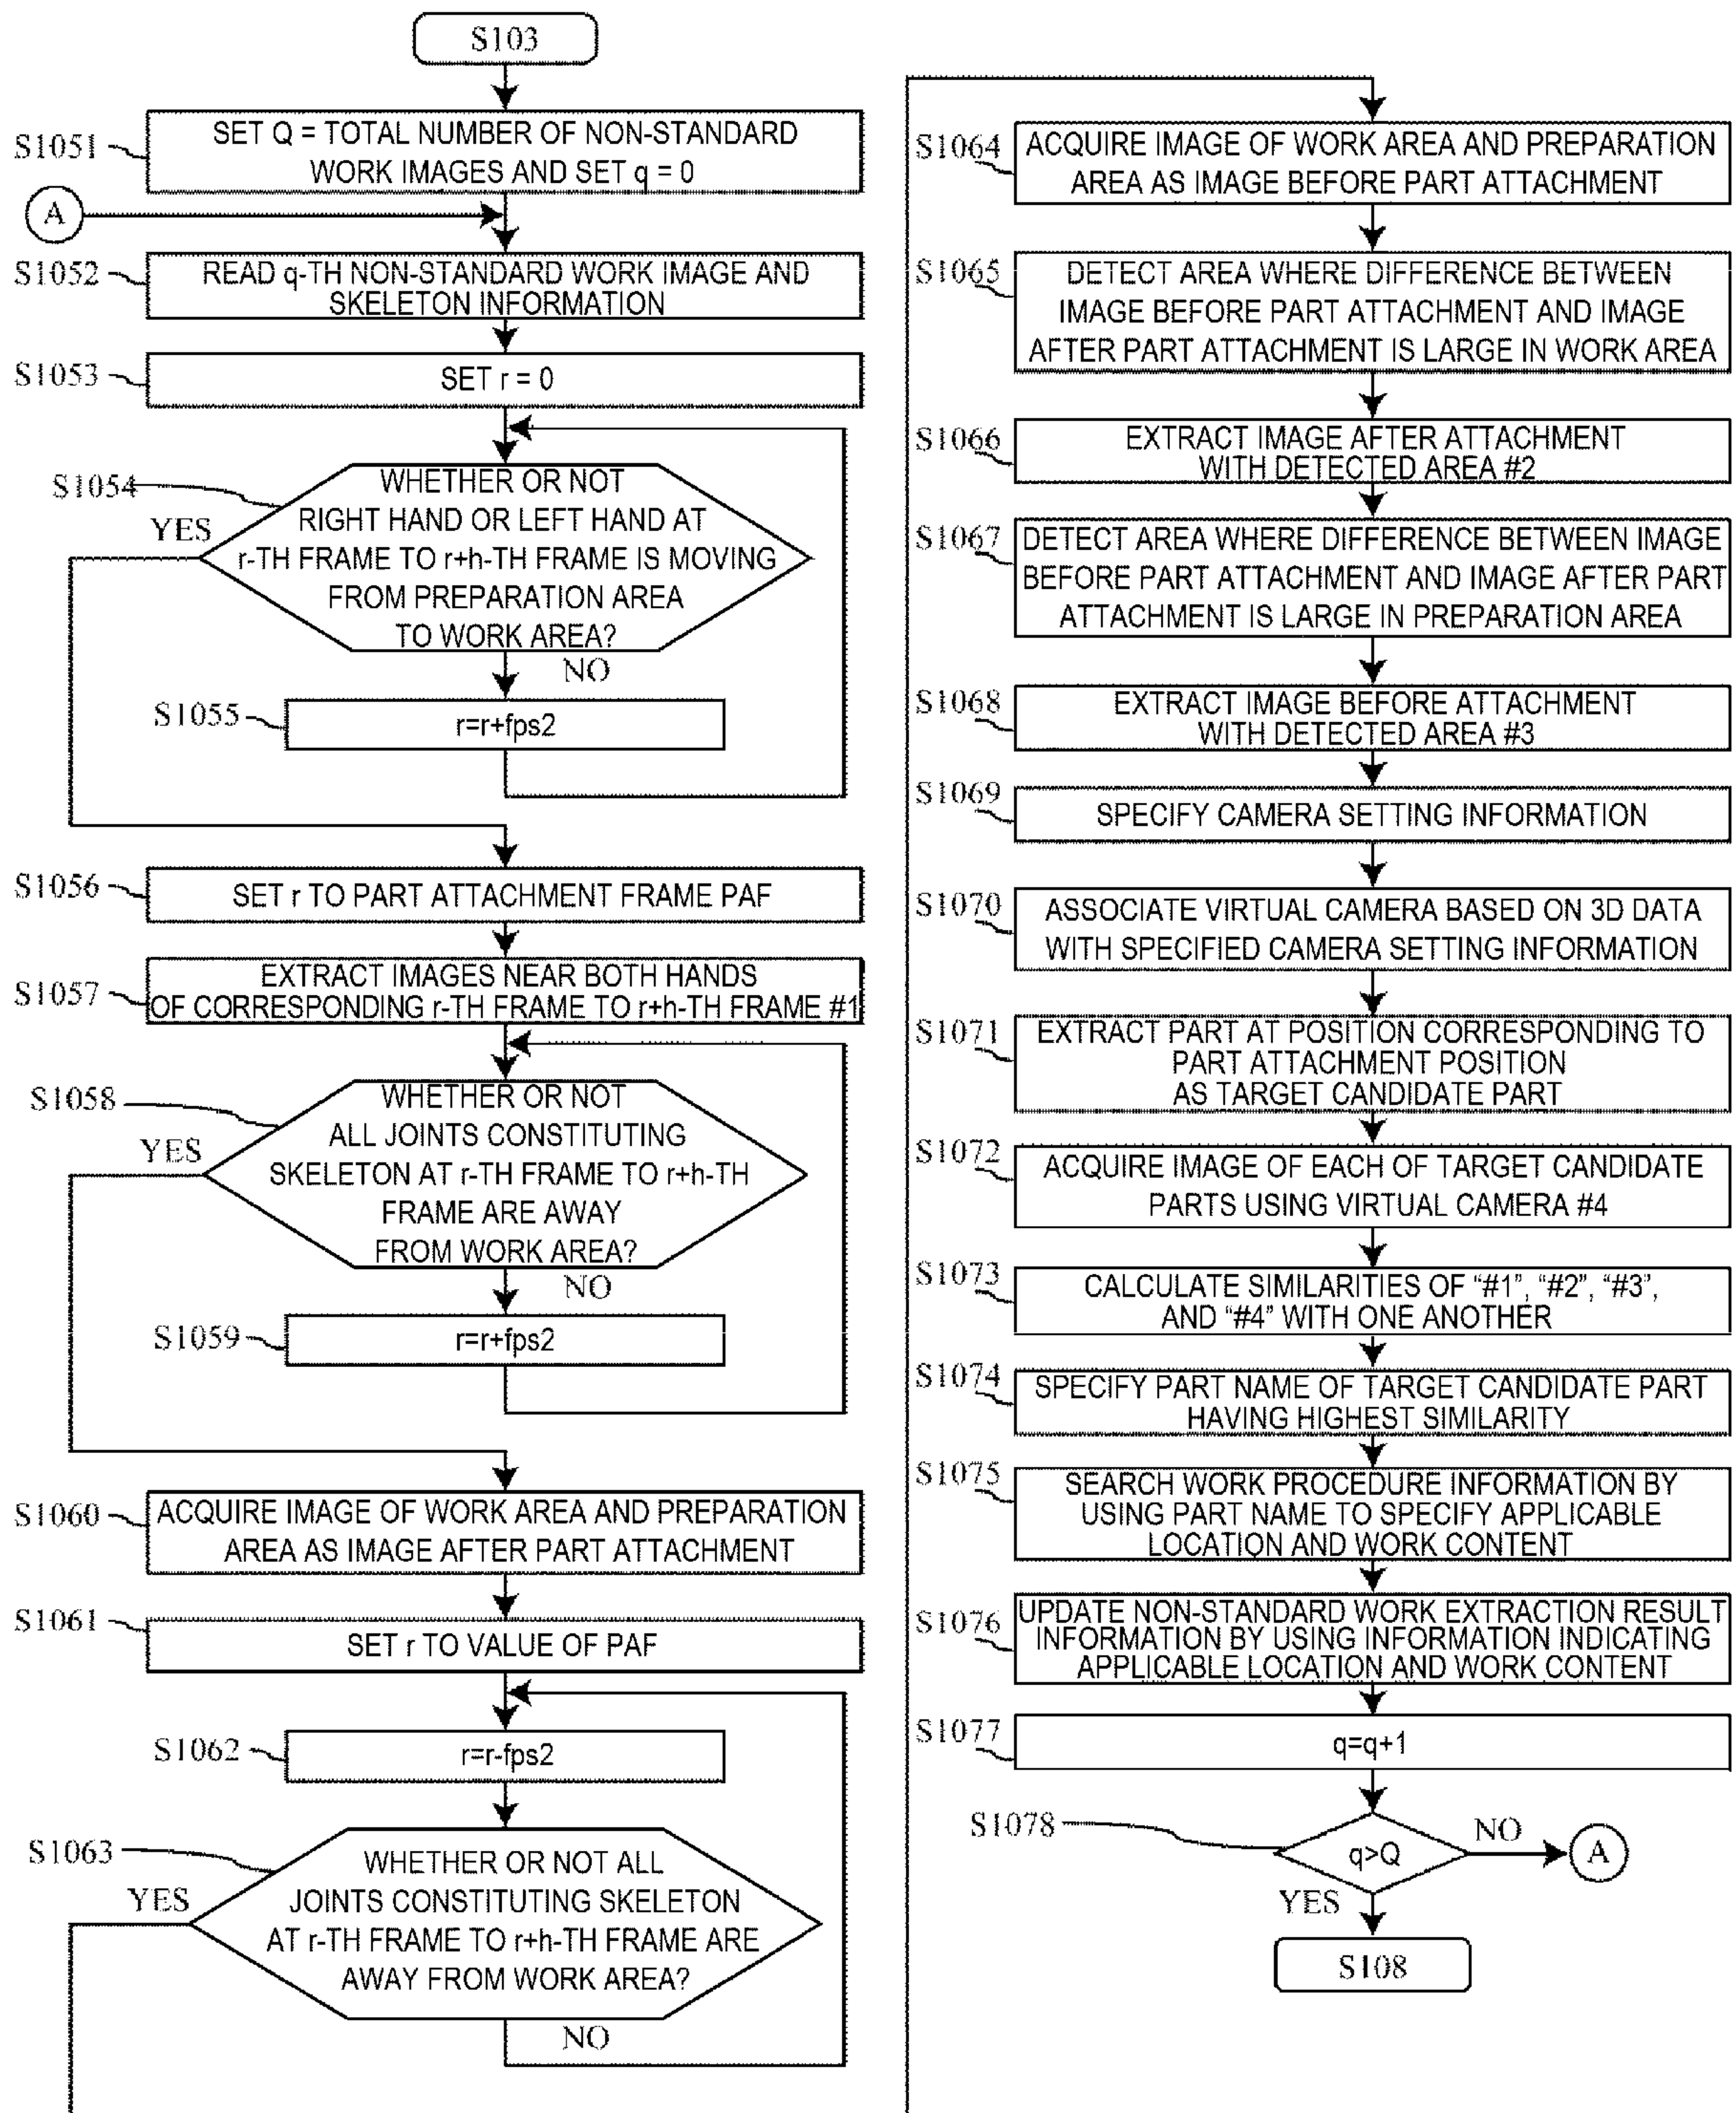 S103
S1051
SET Q = TOTAL NUMBER OF NON-STANDARD
WORK IMAGES AND SET q = 0
A
S1052
READ q-TH NON-STANDARD WORK IMAGE AND
SKELETON INFORMATION
S1053
SET r = 0
S1054
WHETHER OR NOT
RIGHT HAND OR LEFT HAND AT
r-TH FRAME TO r+h-TH FRAME IS MOVING
FROM PREPARATION AREA
TO WORK AREA?
YES
NO
S1055
r=r+fps2
S1056
SET r TO PART ATTACHMENT FRAME PAF
S1057
EXTRACT IMAGES NEAR BOTH HANDS
OF CORRESPONDING r-TH FRAME TO r+h-TH FRAME #1
S1058
WHETHER OR NOT
ALL JOINTS CONSTITUTING
SKELETON AT r-TH FRAME TO r+h-TH
FRAME ARE AWAY
FROM WORK AREA?
YES
NO
S1059
r=r+fps2
S1060
ACQUIRE IMAGE OF WORK AREA AND PREPARATION
AREA AS IMAGE AFTER PART ATTACHMENT
S1061
SET r TO VALUE OF PAF
S1062
r=r-fps2
S1063
WHETHER OR NOT ALL
JOINTS CONSTITUTING SKELETON
AT r-TH FRAME TO r+h-TH FRAME ARE
AWAY FROM WORK AREA?
YES
NO
S1064
ACQUIRE IMAGE OF WORK AREA AND PREPARATION
AREA AS IMAGE BEFORE PART ATTACHMENT
S1065
DETECT AREA WHERE DIFFERENCE BETWEEN
IMAGE BEFORE PART ATTACHMENT AND IMAGE
AFTER PART ATTACHMENT IS LARGE IN WORK AREA
S1066
EXTRACT IMAGE AFTER ATTACHMENT
WITH DETECTED AREA #2
S1067
DETECT AREA WHERE DIFFERENCE BETWEEN IMAGE
BEFORE PART ATTACHMENT AND IMAGE AFTER PART
ATTACHMENT IS LARGE IN PREPARATION AREA
S1068
EXTRACT IMAGE BEFORE ATTACHMENT
WITH DETECTED AREA #3
S1069
SPECIFY CAMERA SETTING INFORMATION
S1070
ASSOCIATE VIRTUAL CAMERA BASED ON 3D DATA
WITH SPECIFIED CAMERA SETTING INFORMATION
S1071
EXTRACT PART AT POSITION CORRESPONDING TO
PART ATTACHMENT POSITION
AS TARGET CANDIDATE PART
S1072
ACQUIRE IMAGE OF EACH OF TARGET CANDIDATE
PARTS USING VIRTUAL CAMERA #4
S1073
CALCULATE SIMILARITIES OF “#1”, “#2”, “#3”,
AND “#4” WITH ONE ANOTHER
S1074
SPECIFY PART NAME OF TARGET CANDIDATE PART
HAVING HIGHEST SIMILARITY
S1075
SEARCH WORK PROCEDURE INFORMATION BY
USING PART NAME TO SPECIFY APPLICABLE
LOCATION AND WORK CONTENT
S1076
UPDATE NON-STANDARD WORK EXTRACTION RESULT
INFORMATION BY USING INFORMATION INDICATING
APPLICABLE LOCATION AND WORK CONTENT
S1077
q=q+1
S1078
q>Q
NO
A
YES
S108